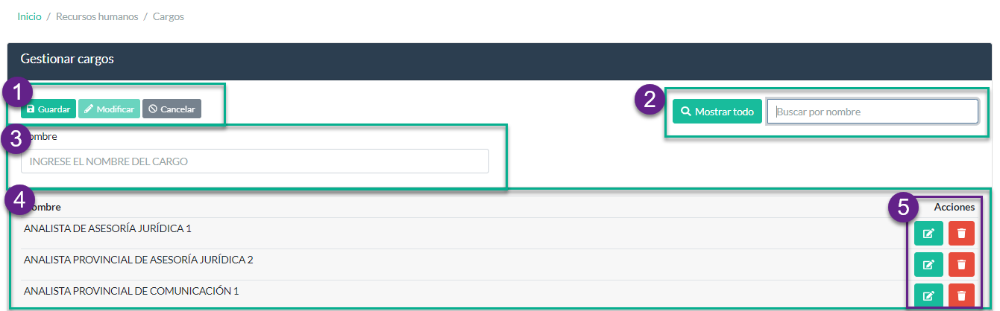 Inicio / Recursos humanos / Cargos
Gestionar cargos
1
Guardar Modificar Cancelar
2
Mostrar todo Buscar por nombre
3
ombre
INGRESE EL NOMBRE DEL CARGO
4
ombre
5
Acciones
ANALISTA DE ASESORÍA JURÍDICA 1
ANALISTA PROVINCIAL DE ASESORÍA JURÍDICA 2
ANALISTA PROVINCIAL DE COMUNICACIÓN 1